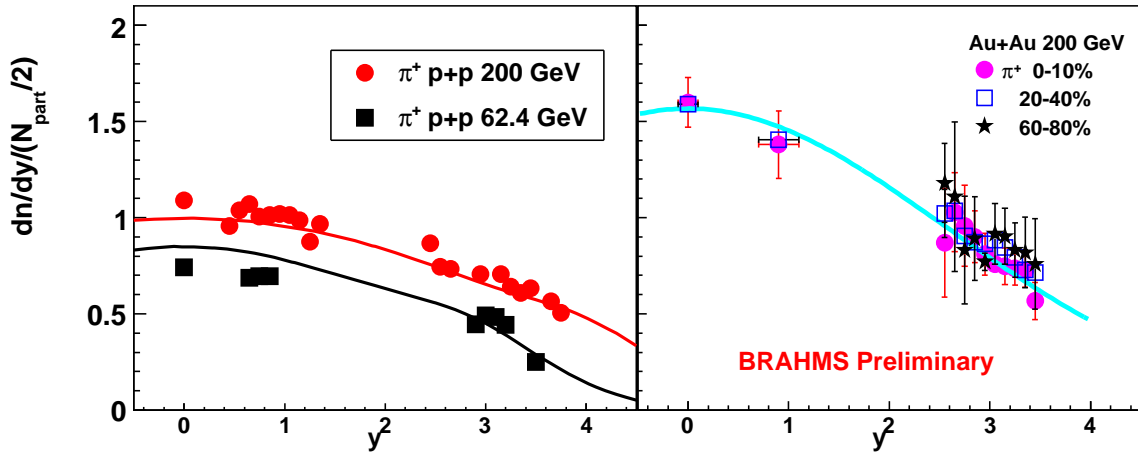 dn/dy/(N_part/2)
2
1.5
1
0.5
0
π⁺ p+p 200 GeV
π⁺ p+p 62.4 GeV
0 1 2 3 4
y
Au+Au 200 GeV
π⁺ 0-10%
20-40%
60-80%
BRAHMS Preliminary
0 1 2 3 4
y